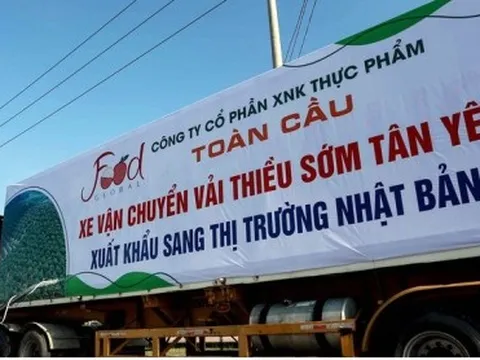 Food
GLOBAL
CÔNG TY CỔ PHẦN XNK THỰC PHẨM
TOÀN CẦU
XE VẬN CHUYỂN VẢI THIỀU SỚM TÂN YÊ
XUẤT KHẨU SANG THỊ TRƯỜNG NHẬT BẢN